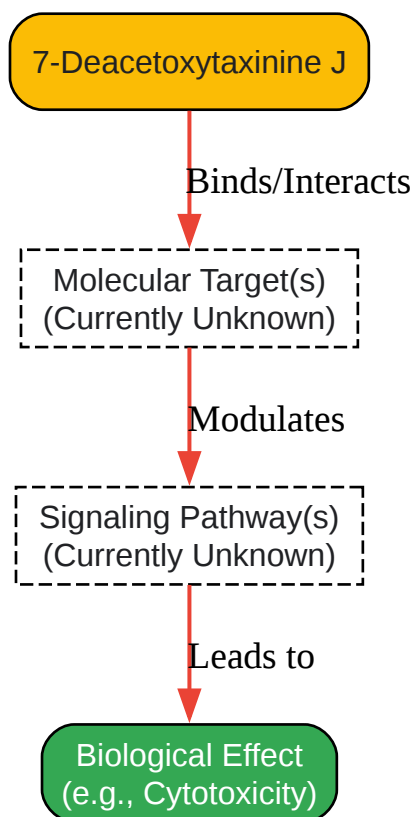 7-Deacetoxytaxinine J
Binds/Interacts
Molecular Target(s)
(Currently Unknown)
Modulates
Signaling Pathway(s)
(Currently Unknown)
Leads to
Biological Effect
(e.g., Cytotoxicity)